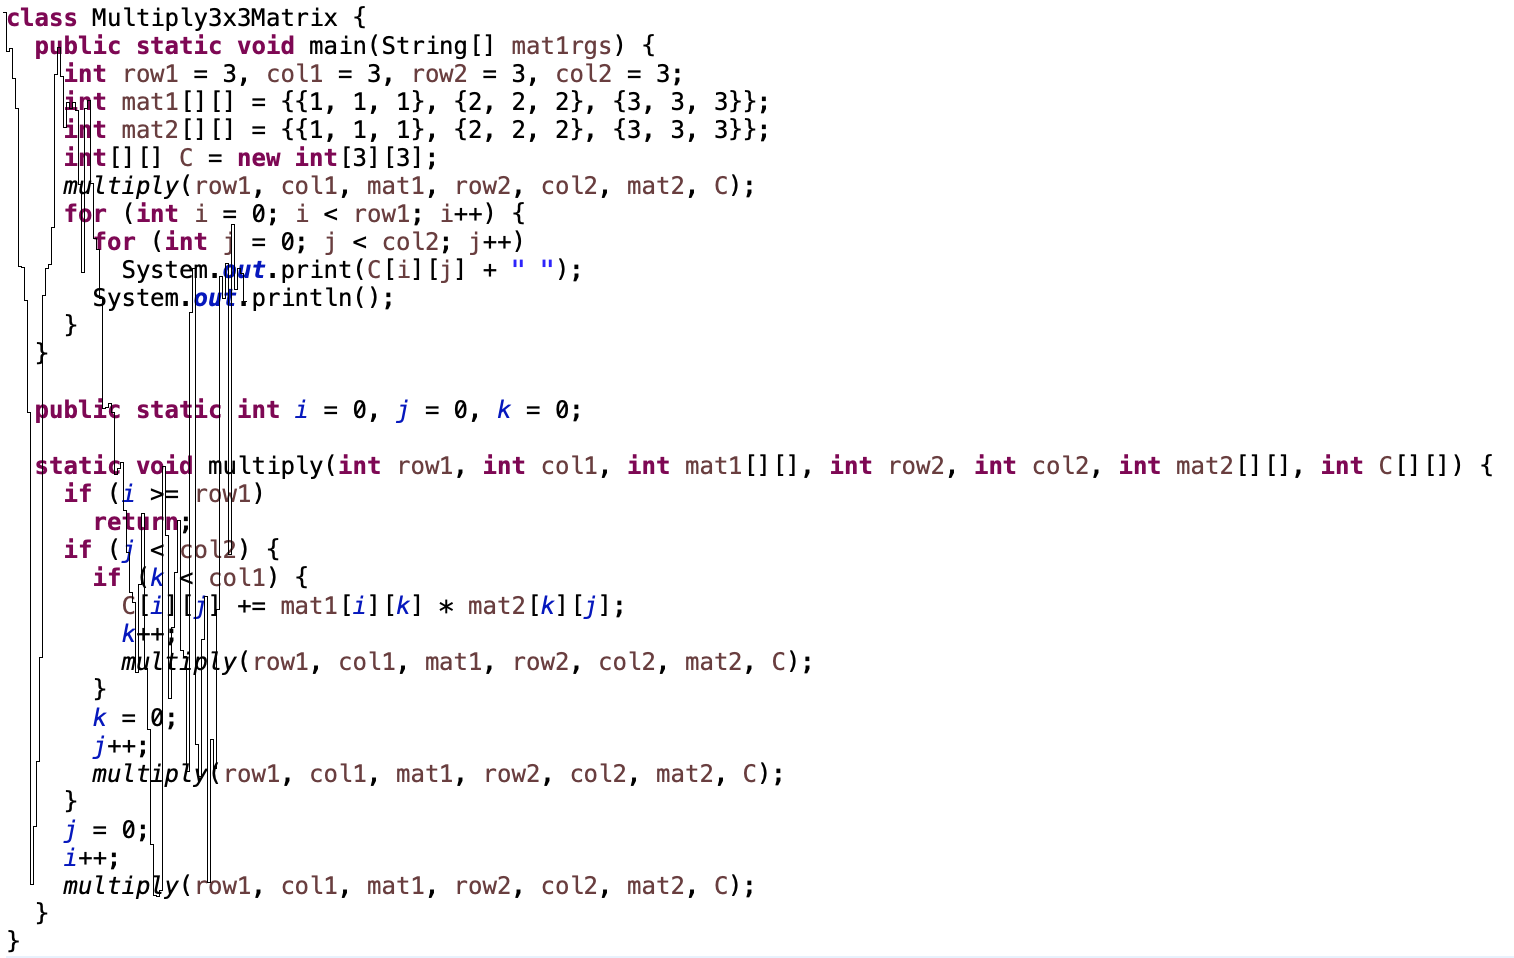 class Multiply3x3Matrix {
  public static void main(String[] mat1rgs) {
    int row1 = 3, col1 = 3, row2 = 3, col2 = 3;
    int mat1[][] = {{1, 1, 1}, {2, 2, 2}, {3, 3, 3}};
    int mat2[][] = {{1, 1, 1}, {2, 2, 2}, {3, 3, 3}};
    int[][] C = new int[3][3];
    multiply(row1, col1, mat1, row2, col2, mat2, C);
    for (int i = 0; i < row1; i++) {
      for (int j = 0; j < col2; j++)
        System.out.print(C[i][j] + " ");
      System.out.println();
    }
  }

  public static int i = 0, j = 0, k = 0;

  static void multiply(int row1, int col1, int mat1[][], int row2, int col2, int mat2[][], int C[][]) {
    if (i >= row1)
      return;
    if (j < col2) {
      if (k < col1) {
        C[i][j] += mat1[i][k] * mat2[k][j];
        k++;
        multiply(row1, col1, mat1, row2, col2, mat2, C);
      }
      k = 0;
      j++;
      multiply(row1, col1, mat1, row2, col2, mat2, C);
    }
    j = 0;
    i++;
    multiply(row1, col1, mat1, row2, col2, mat2, C);
  }
}